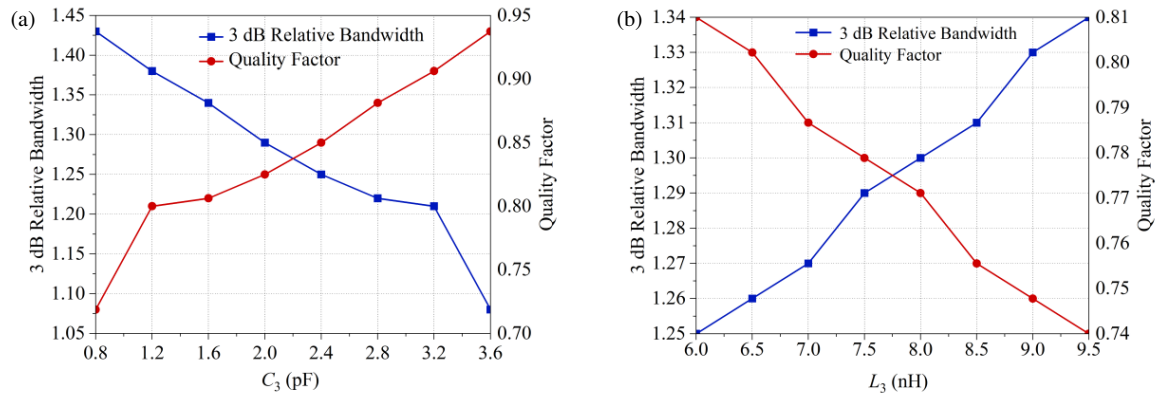 (a)
3 dB Relative Bandwidth
Quality Factor
1.45
1.40
1.35
1.30
1.25
1.20
1.15
1.10
1.05
3 dB Relative Bandwidth
0.95
0.90
0.85
0.80
0.75
0.70
Quality Factor
0.8 1.2 1.6 2.0 2.4 2.8 3.2 3.6
C3 (pF)
(b)
3 dB Relative Bandwidth
Quality Factor
1.34
1.33
1.32
1.31
1.30
1.29
1.28
1.27
1.26
1.25
3 dB Relative Bandwidth
0.81
0.80
0.79
0.78
0.77
0.76
0.75
0.74
Quality Factor
6.0 6.5 7.0 7.5 8.0 8.5 9.0 9.5
L3 (nH)